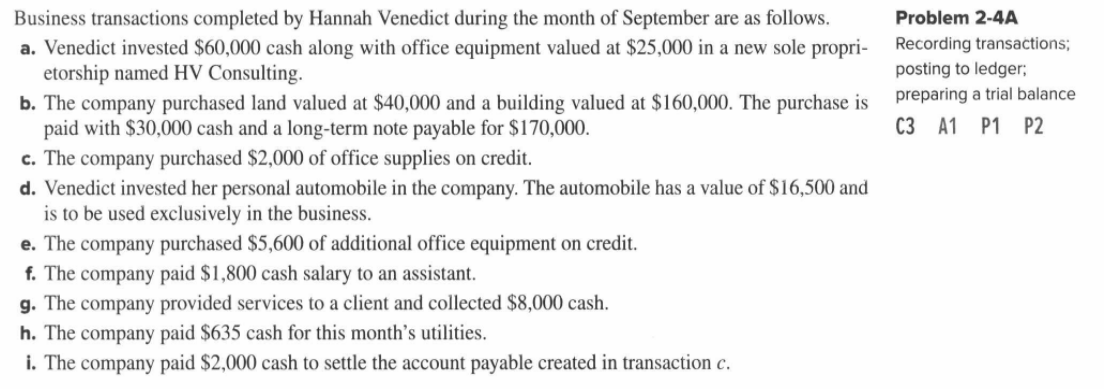 Business transactions completed by Hannah Venedict during the month of September are as follows.
a. Venedict invested $60,000 cash along with office equipment valued at $25,000 in a new sole propri-
etorship named HV Consulting.
b. The company purchased land valued at $40,000 and a building valued at $160,000. The purchase is
paid with $30,000 cash and a long-term note payable for $170,000.
c. The company purchased $2,000 of office supplies on credit.
d. Venedict invested her personal automobile in the company. The automobile has a value of $16,500 and
is to be used exclusively in the business.
e. The company purchased $5,600 of additional office equipment on credit.
f. The company paid $1,800 cash salary to an assistant.
g. The company provided services to a client and collected $8,000 cash.
h. The company paid $635 cash for this month's utilities.
i. The company paid $2,000 cash to settle the account payable created in transaction c.
Problem 2-4A
Recording transactions;
posting to ledger;
preparing a trial balance
C3 A1 P1 P2